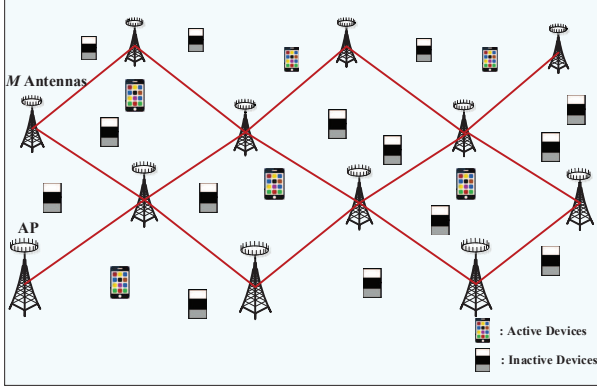 M Antennas
AP
: Active Devices
: Inactive Devices